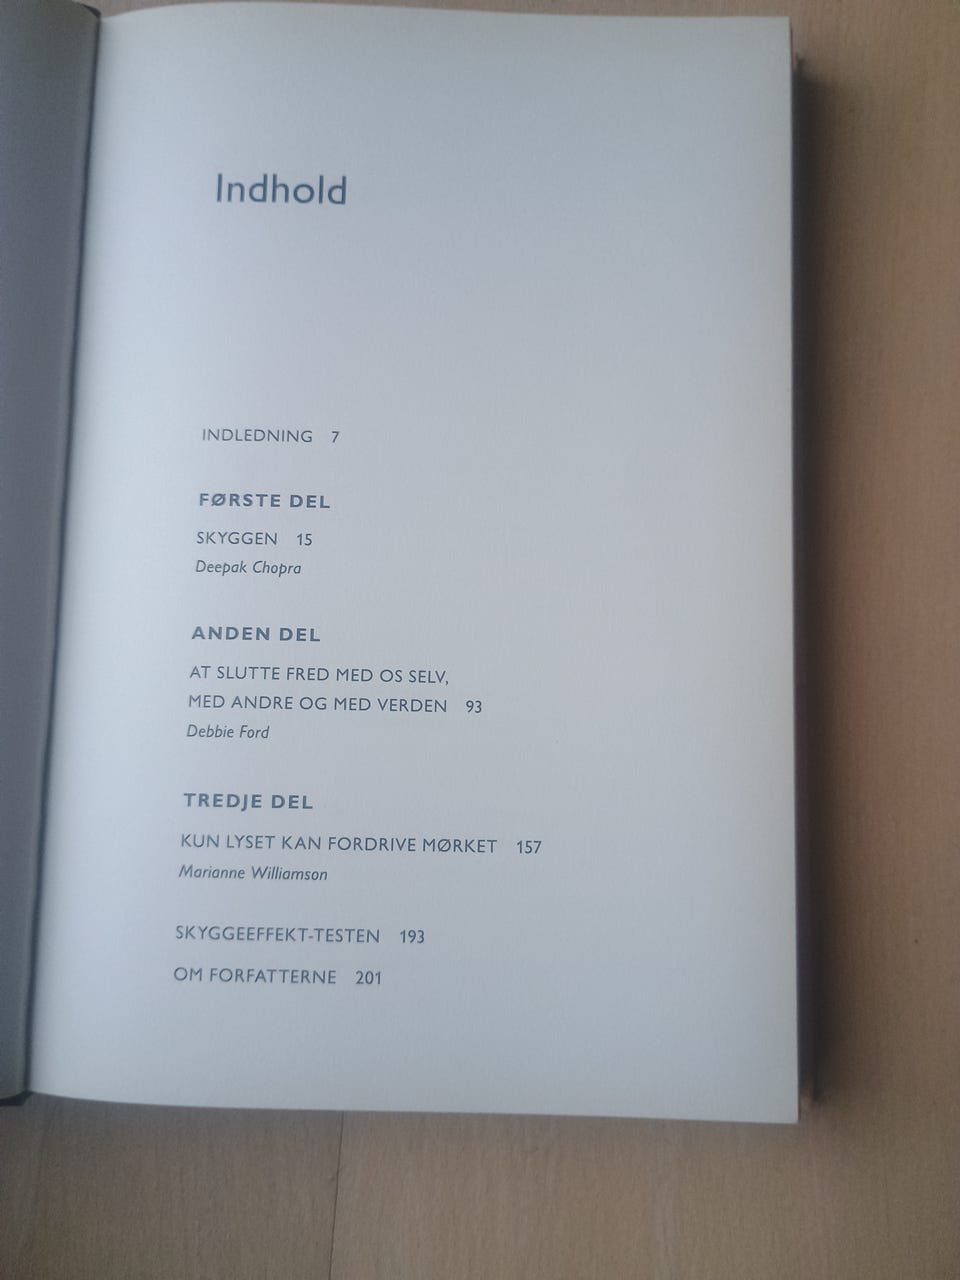 Indhold
INDLEDNING 7
FØRSTE DEL
SKYGGEN 15
Deepak Chopra
ANDEN DEL
AT SLUTTE FRED MED OS SELV,
MED ANDRE OG MED VERDEN 93
Debbie Ford
TREDJE DEL
KUN LYSET KAN FORDRIVE MØRKET 157
Marianne Williamson
SKYGGEEFFEKT-TESTEN 193
OM FORFATTERNE 201